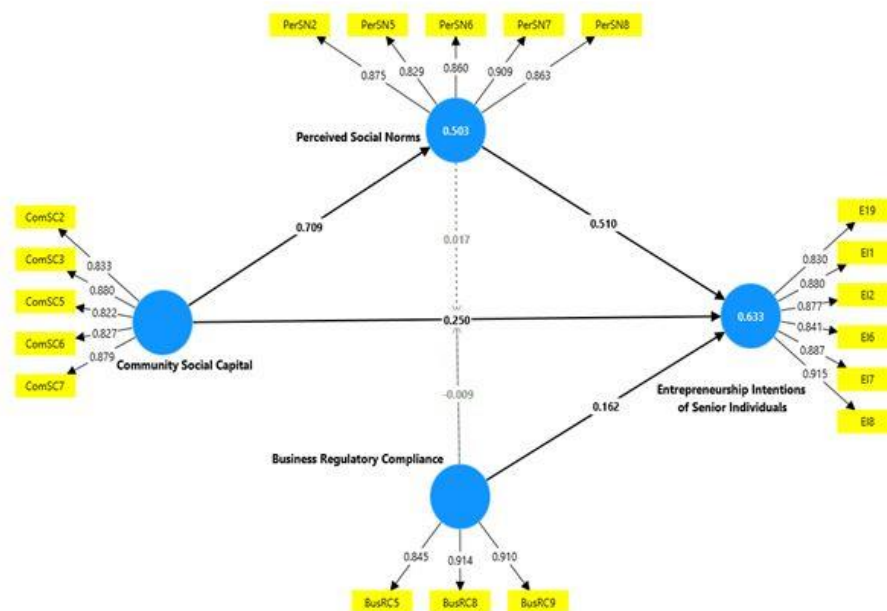 PerSN2 PerSN5 PerSN6 PerSN7 PerSN8
0.875 0.829 0.860 0.909 0.863
0.503
Perceived Social Norms
0.709
0.017
0.510
ComSC2
ComSC3
ComSC5
ComSC6
ComSC7
0.833
0.880
0.822
0.827
0.879
Community Social Capital
0.250
-0.009
0.162
0.633
Entrepreneurship Intentions
of Senior Individuals
0.830
0.880
0.877
0.841
0.887
0.915
E19
EI1
EI2
EI6
EI7
EI8
Business Regulatory Compliance
0.845 0.914 0.910
BusRC5 BusRC8 BusRC9